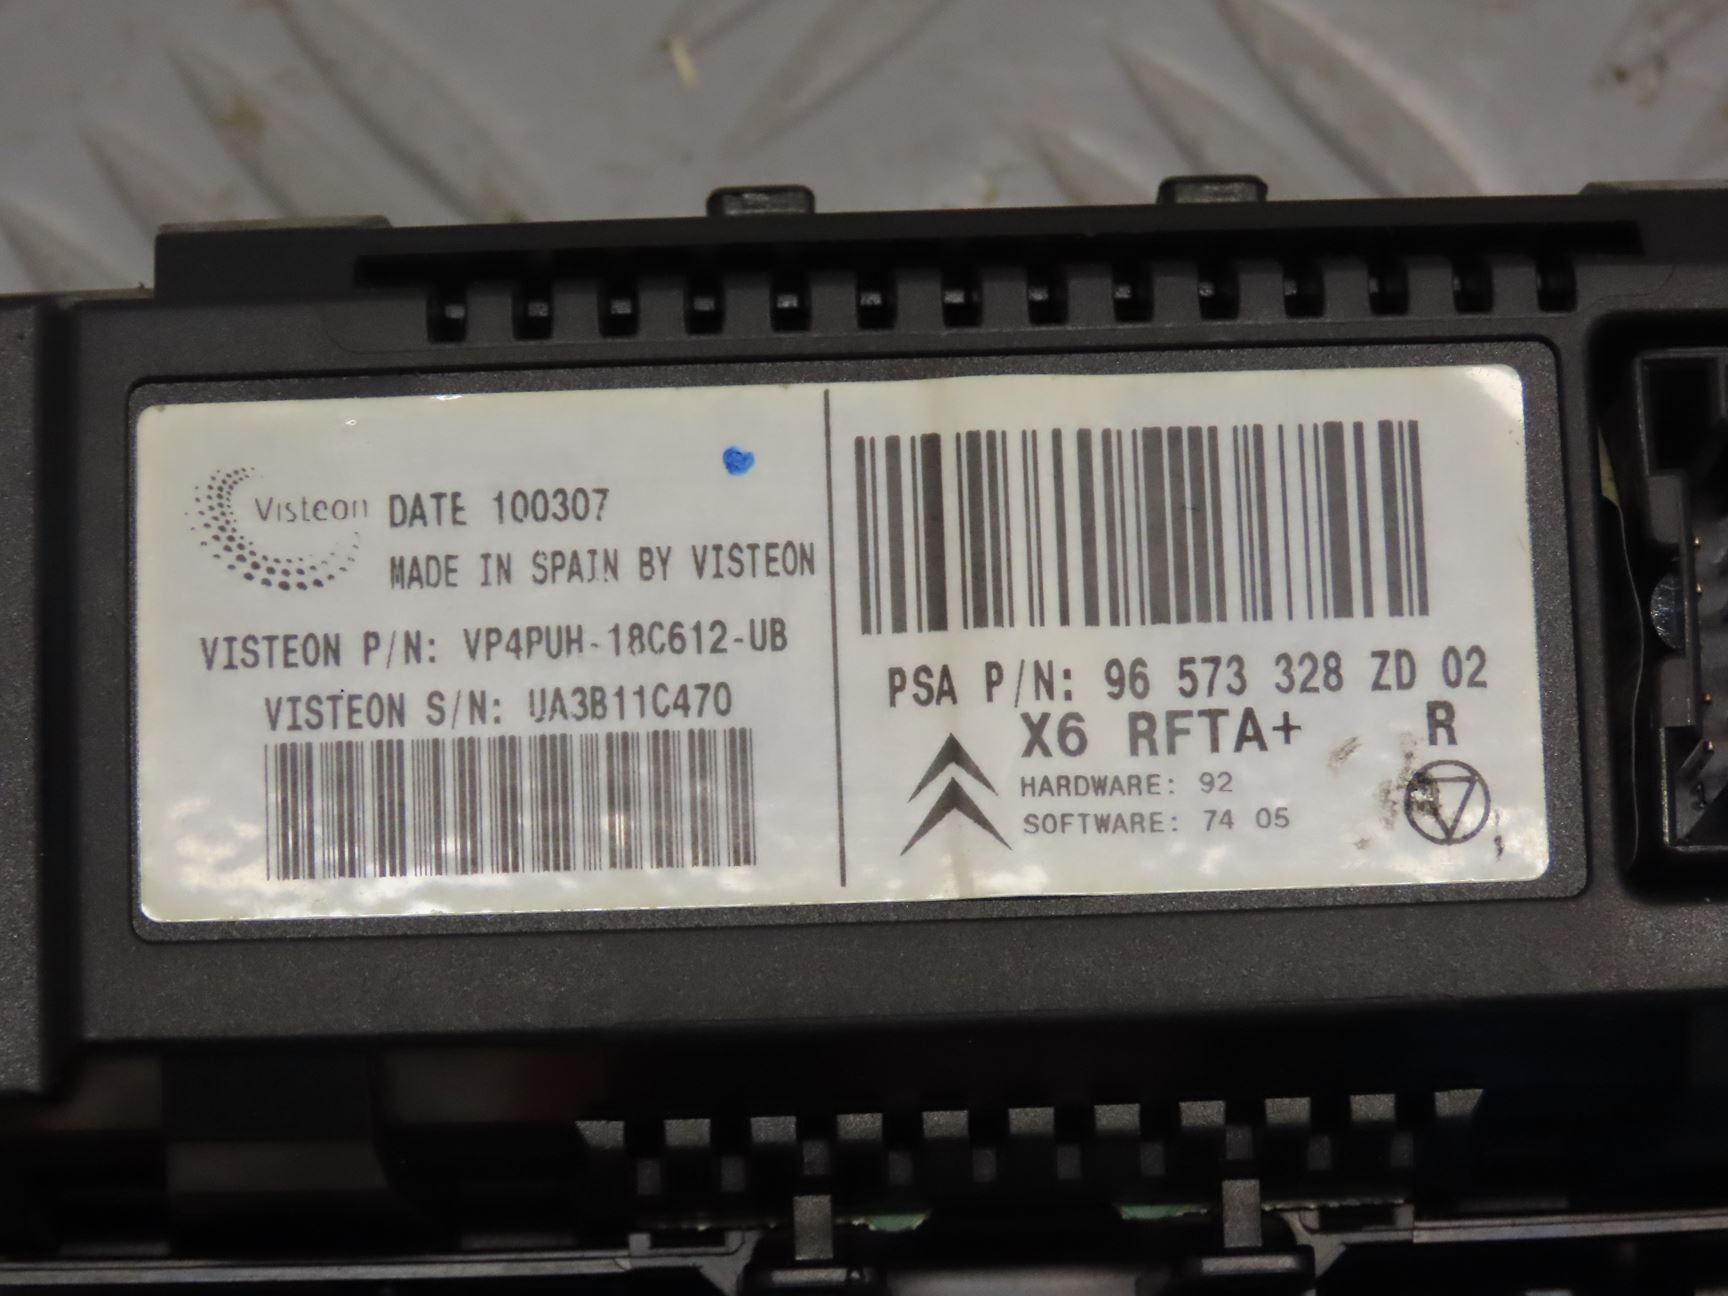 Visteon
DATE 100307
MADE IN SPAIN BY VISTEON
VISTEON P/N: VP4PUH-18C612-UB
VISTEON S/N: UA3B11C470
PSA P/N: 96 573 328 ZD 02
X6 RFTA+ R
HARDWARE: 92
SOFTWARE: 74 05